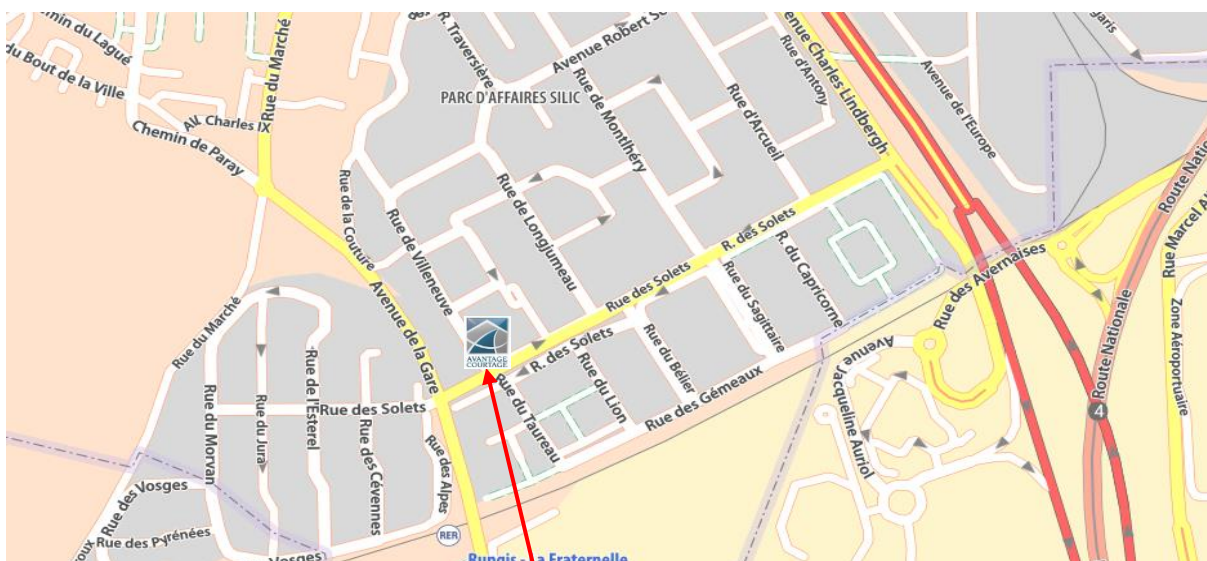 Chemin du Lagué
du Bout de la Ville
Rue du Marché
All. Charles IX
Chemin de Paray
R. Traversière
Avenue Robert
PARC D'AFFAIRES SILIC
Rue de Montlhéry
Rue d'Arcueil
Rue d'Antony
Avenue Charles Lindbergh
Avenue de l'Europe
Route Natio
Rue Marcel
Rue de la Couture
Rue de Villeneuve
Rue de Longjumeau
R. des Solets
R. du Capricorne
Rue du Sagittaire
Rue des Avernaises
Zone Aéroportuaire
Route Nationale
Rue du Marché
Avenue de la Gare
AVANTAGE
COURTAGE
Rue des Solets
R. des Solets
Rue du Bélier
Avenue Jacqueline Auriol
4
Rue du Morvan
Rue du Jura
Rue de l'Esterel
Rue des Solets
Rue des Cévennes
Rue des Alpes
Rue du Taureau
Rue du Lion
Rue des Gémeaux
Rue des Vosges
Rue des Pyrénées
Vosges
RER
Rungis - La Fraternelle